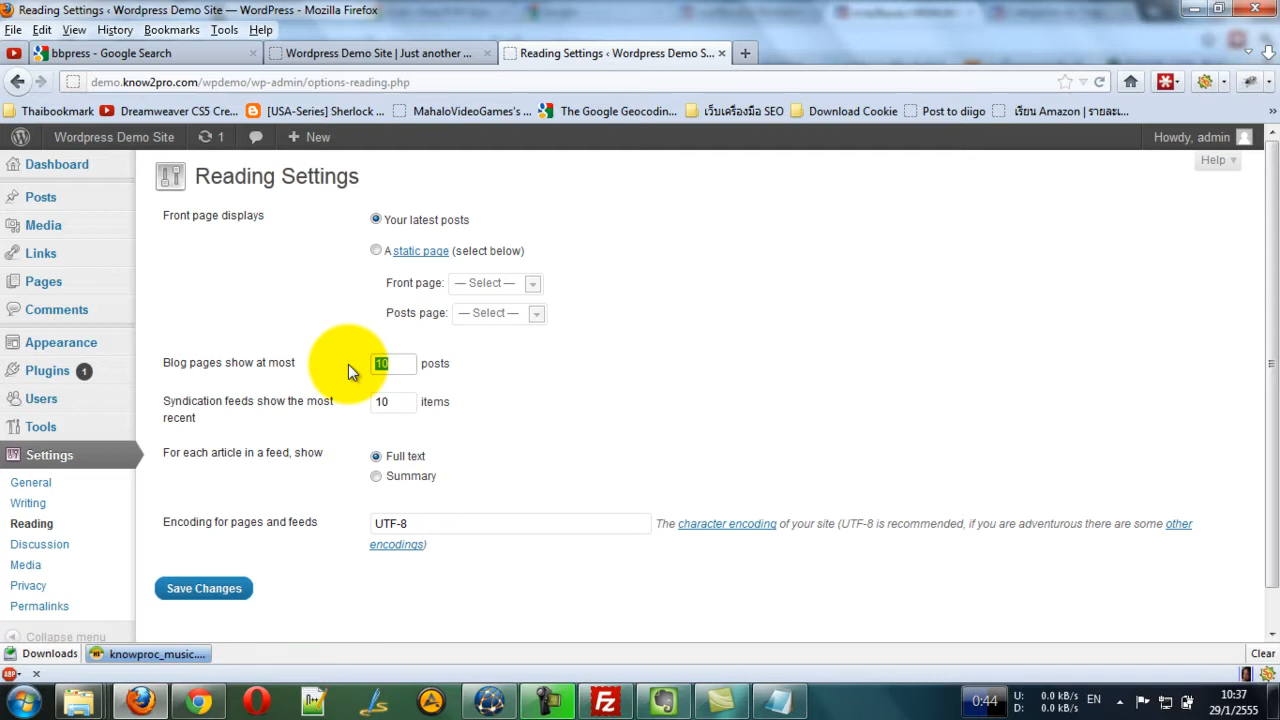 Reading Settings ‹ Wordpress Demo Site — WordPress - Mozilla Firefox
File Edit View History Bookmarks Tools Help
bbpress - Google Search
Wordpress Demo Site | Just another ...
Reading Settings ‹ Wordpress Demo S...
demo.know2pro.com/wpdemo/wp-admin/options-reading.php
Thaibookmark
Dreamweaver CS5 Cre...
[USA-Series] Sherlock ...
MahaloVideoGames's...
The Google Geocodin...
เว็บเครื่องมือ SEO
Download Cookie
Post to diigo
เรียน Amazon | รายละ...
Wordpress Demo Site 1 + New
Howdy, admin
Help
Dashboard
Posts
Media
Links
Pages
Comments
Appearance
Plugins 1
Users
Tools
Settings
General
Writing
Reading
Discussion
Media
Privacy
Permalinks
Collapse menu
Reading Settings
Front page displays
Your latest posts
A static page (select below)
Front page: — Select —
Posts page: — Select —
Blog pages show at most 10 posts
Syndication feeds show the most 10 items
recent
For each article in a feed, show
Full text
Summary
Encoding for pages and feeds UTF-8 The character encoding of your site (UTF-8 is recommended, if you are adventurous there are some other
encodings)
Save Changes
Downloads
knowproc_music....
Clear
ABP
0:44
U: 0.0 kB/s
D: 0.0 kB/s
EN
10:37
29/1/2555